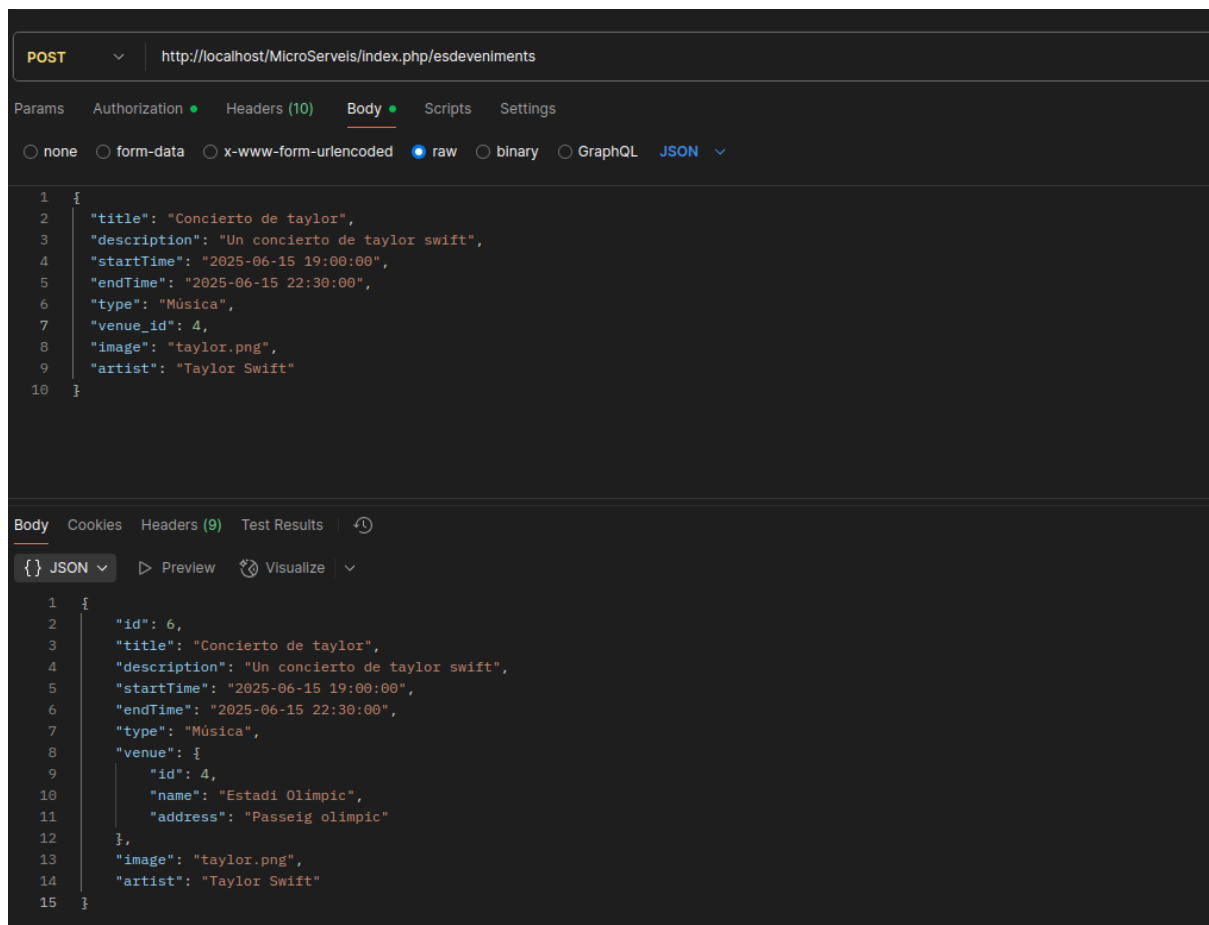 POST http://localhost/MicroServeis/index.php/esdeveniments
Params Authorization Headers (10) Body Scripts Settings
none form-data x-www-form-urlencoded raw binary GraphQL JSON
1 {
2 "title": "Concierto de taylor",
3 "description": "Un concierto de taylor swift",
4 "startTime": "2025-06-15 19:00:00",
5 "endTime": "2025-06-15 22:30:00",
6 "type": "Música",
7 "venue_id": 4,
8 "image": "taylor.png",
9 "artist": "Taylor Swift"
10 }
Body Cookies Headers (9) Test Results
{} JSON Preview Visualize
1 {
2 "id": 6,
3 "title": "Concierto de taylor",
4 "description": "Un concierto de taylor swift",
5 "startTime": "2025-06-15 19:00:00",
6 "endTime": "2025-06-15 22:30:00",
7 "type": "Música",
8 "venue": {
9 "id": 4,
10 "name": "Estadi Olimpic",
11 "address": "Passeig olimpic"
12 },
13 "image": "taylor.png",
14 "artist": "Taylor Swift"
15 }